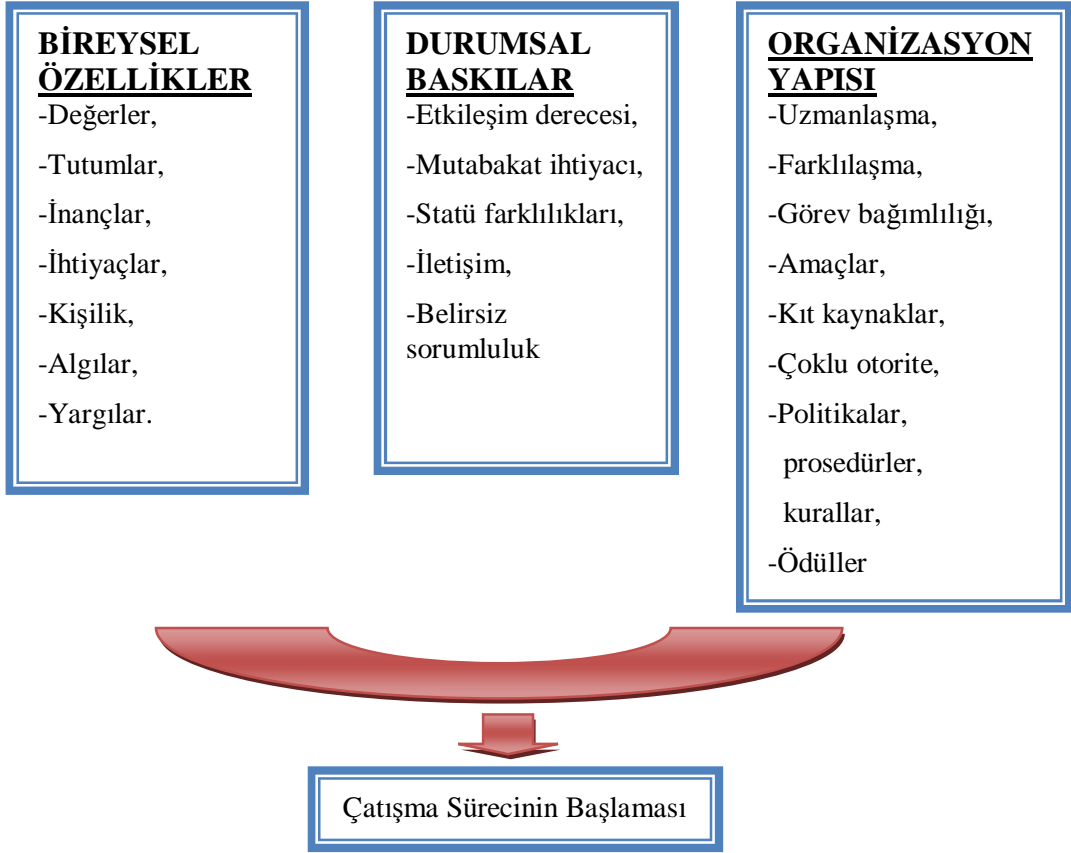 BİREYSEL
ÖZELLİKLER
-Değerler,
-Tutumlar,
-İnançlar,
-İhtiyaçlar,
-Kişilik,
-Algılar,
-Yargılar.
DURUMSAL
BASKILAR
-Etkileşim derecesi,
-Mutabakat ihtiyacı,
-Statü farklılıkları,
-İletişim,
-Belirsiz
sorumluluk
ORGANİZASYON
YAPISI
-Uzmanlaşma,
-Farklılaşma,
-Görev bağımlılığı,
-Amaçlar,
-Kıt kaynaklar,
-Çoklu otorite,
-Politikalar,
prosedürler,
kurallar,
-Ödüller
Çatışma Sürecinin Başlaması